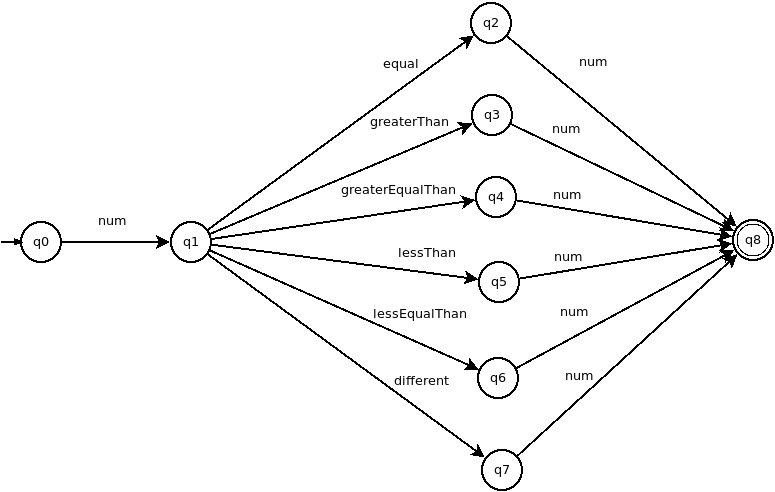 q2
equal
num
greaterThan
q3
num
greaterEqualThan
q4
num
num
q0
q1
q8
lessThan
q5
num
lessEqualThan
num
q6
different
num
q7